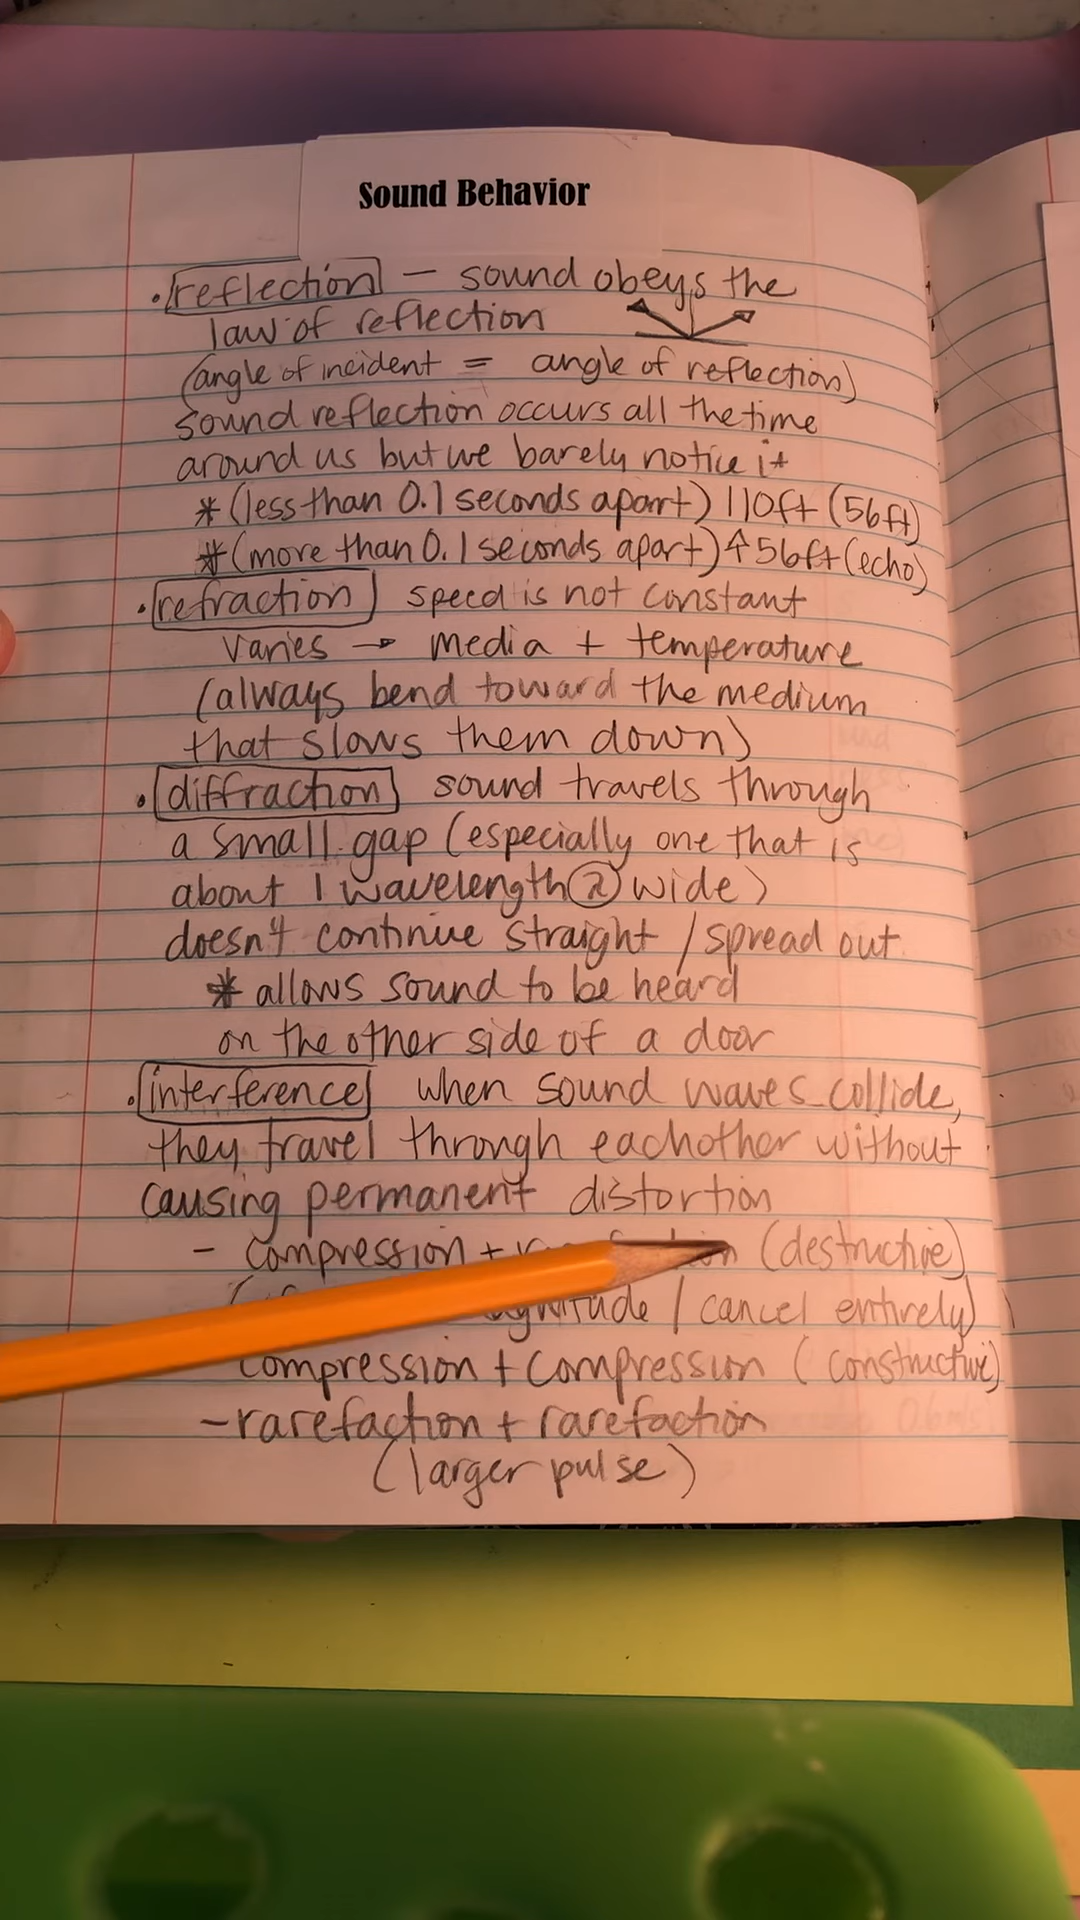 Sound Behavior
• reflection – sound obeys the
law of reflection
(angle of incident = angle of reflection)
sound reflection occurs all the time
around us but we barely notice it
* (less than 0.1 seconds apart) 110ft (56ft)
* (more than 0.1 seconds apart) ↑ 56ft (echo)
• refraction speed is not constant
varies → media + temperature
(always bend toward the medium
that slows them down)
• diffraction sound travels through
a small gap (especially one that is
about 1 wavelength λ wide)
doesn't continue straight / spread out
* allows sound to be heard
on the other side of a door
• interference when sound waves collide,
they travel through eachother without
causing permanent distortion
- compression + (destructive)
/ cancel entirely)
compression + compression (constructive)
- rarefaction + rarefaction
(larger pulse)